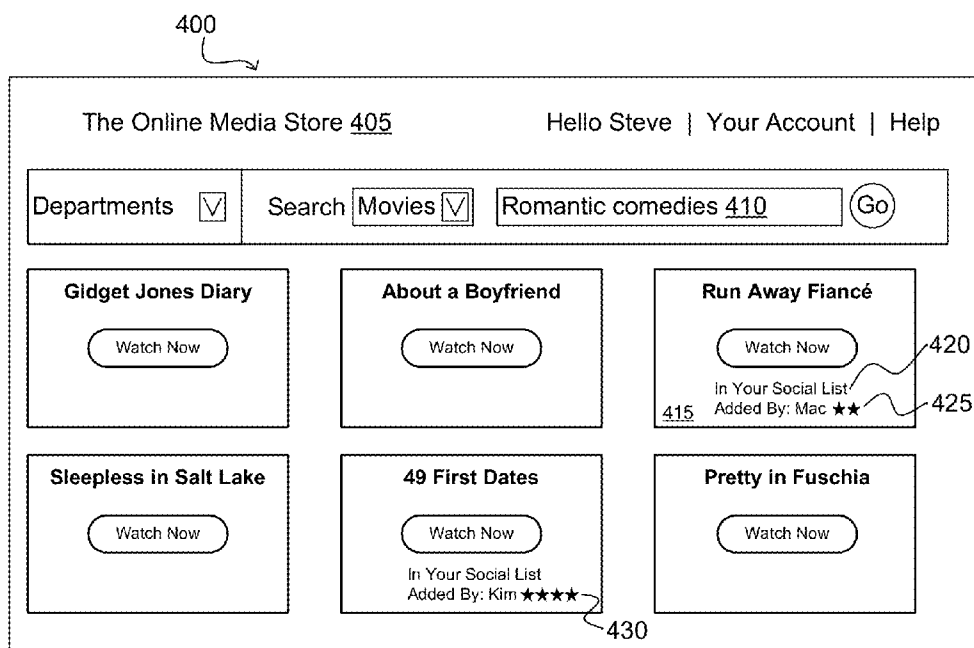 400
The Online Media Store 405
Hello Steve | Your Account | Help
Departments
Search Movies Romantic comedies 410 Go
Gidget Jones Diary
Watch Now
About a Boyfriend
Watch Now
Run Away Fiancé
Watch Now
In Your Social List
Added By: Mac ★★
415
420
425
Sleepless in Salt Lake
Watch Now
49 First Dates
Watch Now
In Your Social List
Added By: Kim ★★★★
430
Pretty in Fuschia
Watch Now